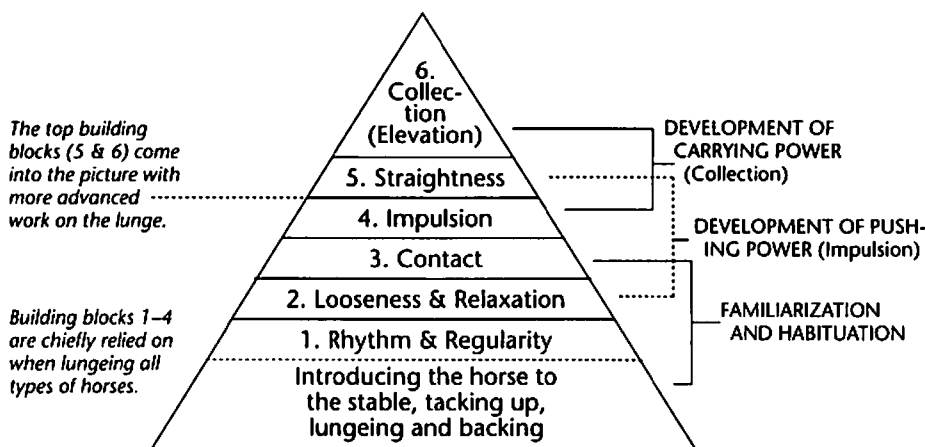 The top building
blocks (5 & 6) come
into the picture with
more advanced
work on the lunge.
Building blocks 1–4
are chiefly relied on
when lungeing all
types of horses.
6.
Collec-
tion
(Elevation)
5. Straightness
4. Impulsion
3. Contact
2. Looseness & Relaxation
1. Rhythm & Regularity
Introducing the horse to
the stable, tacking up,
lungeing and backing
DEVELOPMENT OF
CARRYING POWER
(Collection)
DEVELOPMENT OF PUSH-
ING POWER (Impulsion)
FAMILIARIZATION
AND HABITUATION